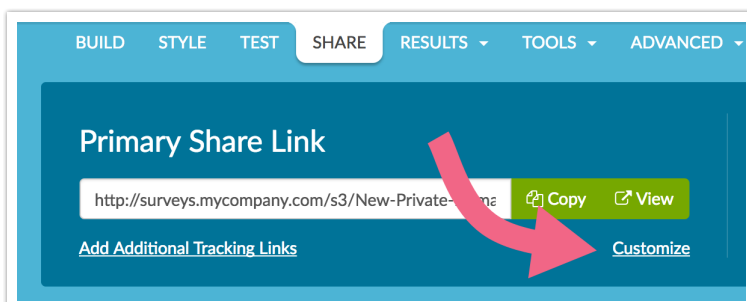 BUILD STYLE TEST SHARE RESULTS TOOLS ADVANCED
Primary Share Link
http://surveys.mycompany.com/s3/New-Private- Copy View
Add Additional Tracking Links Customize